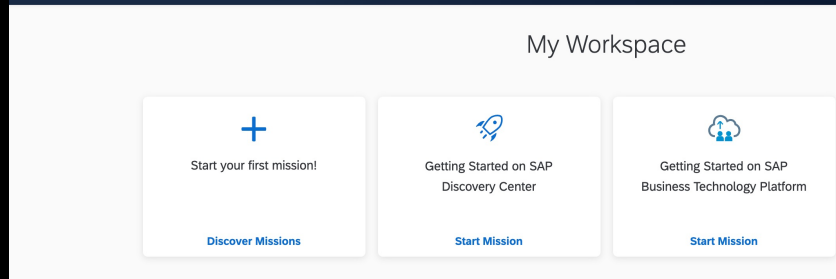 My Workspace
Start your first mission!
Discover Missions
Getting Started on SAP
Discovery Center
Start Mission
Getting Started on SAP
Business Technology Platform
Start Mission